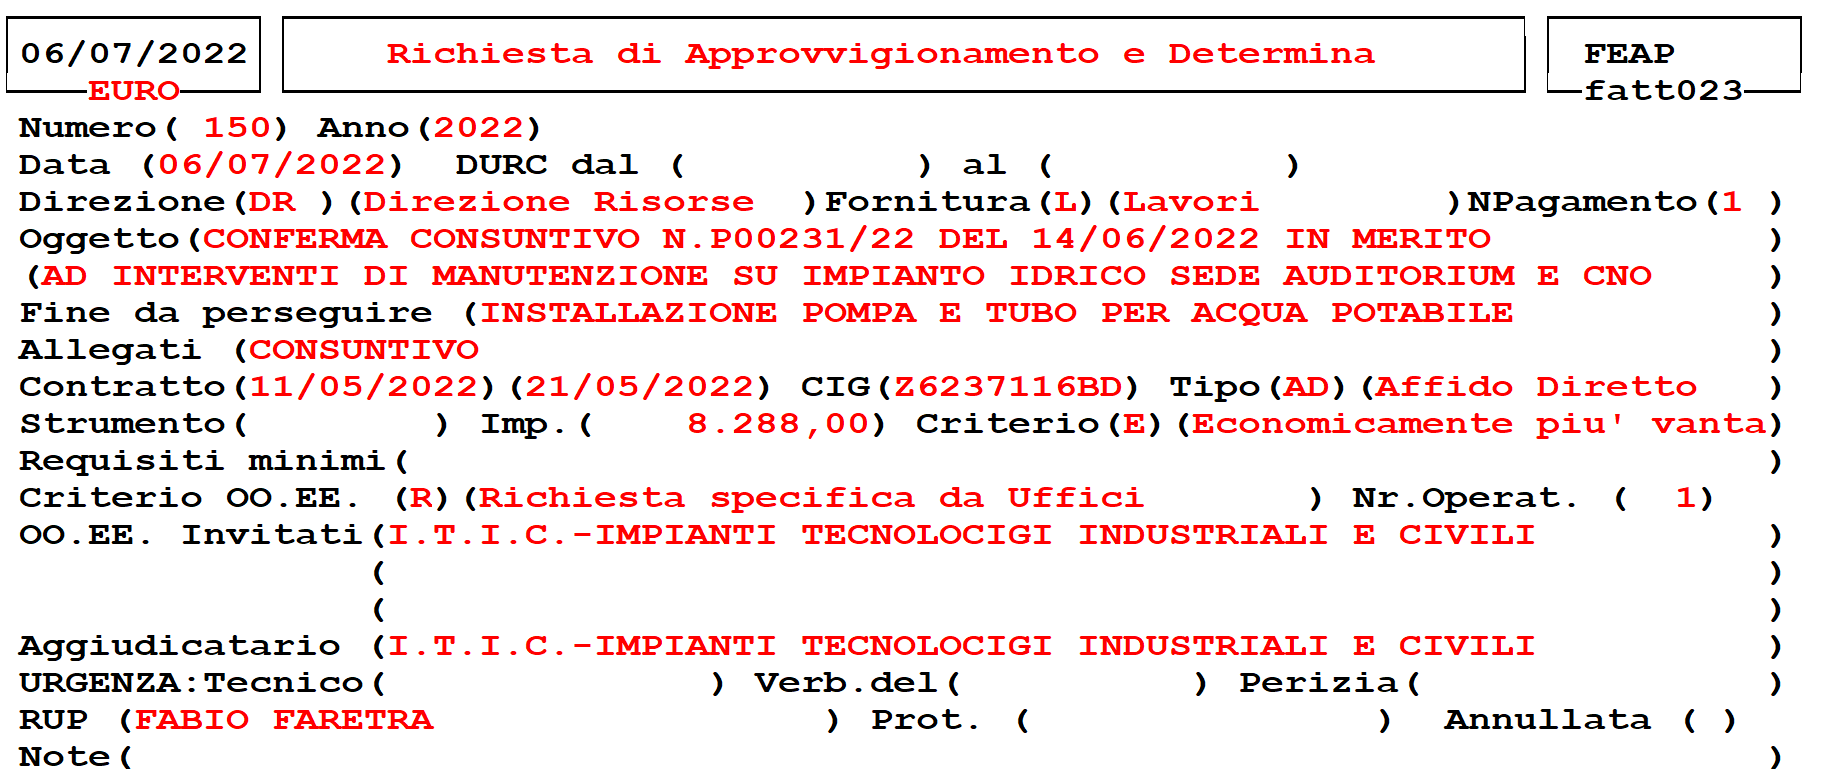 06/07/2022 Richiesta di Approvvigionamento e Determina FEAP
EURO fatt023
Numero( 150) Anno(2022)
Data (06/07/2022) DURC dal ( ) al ( )
Direzione(DR )(Direzione Risorse )Fornitura(L)(Lavori )NPagamento(1 )
Oggetto(CONFERMA CONSUNTIVO N.P00231/22 DEL 14/06/2022 IN MERITO )
(AD INTERVENTI DI MANUTENZIONE SU IMPIANTO IDRICO SEDE AUDITORIUM E CNO )
Fine da perseguire (INSTALLAZIONE POMPA E TUBO PER ACQUA POTABILE )
Allegati (CONSUNTIVO )
Contratto(11/05/2022)(21/05/2022) CIG(Z6237116BD) Tipo(AD)(Affido Diretto )
Strumento( ) Imp.( 8.288,00) Criterio(E)(Economicamente piu' vanta)
Requisiti minimi( )
Criterio OO.EE. (R)(Richiesta specifica da Uffici ) Nr.Operat. ( 1)
OO.EE. Invitati(I.T.I.C.-IMPIANTI TECNOLOCIGI INDUSTRIALI E CIVILI )
( )
( )
Aggiudicatario (I.T.I.C.-IMPIANTI TECNOLOCIGI INDUSTRIALI E CIVILI )
URGENZA:Tecnico( ) Verb.del( ) Perizia( )
RUP (FABIO FARETRA ) Prot. ( ) Annullata ( )
Note( )